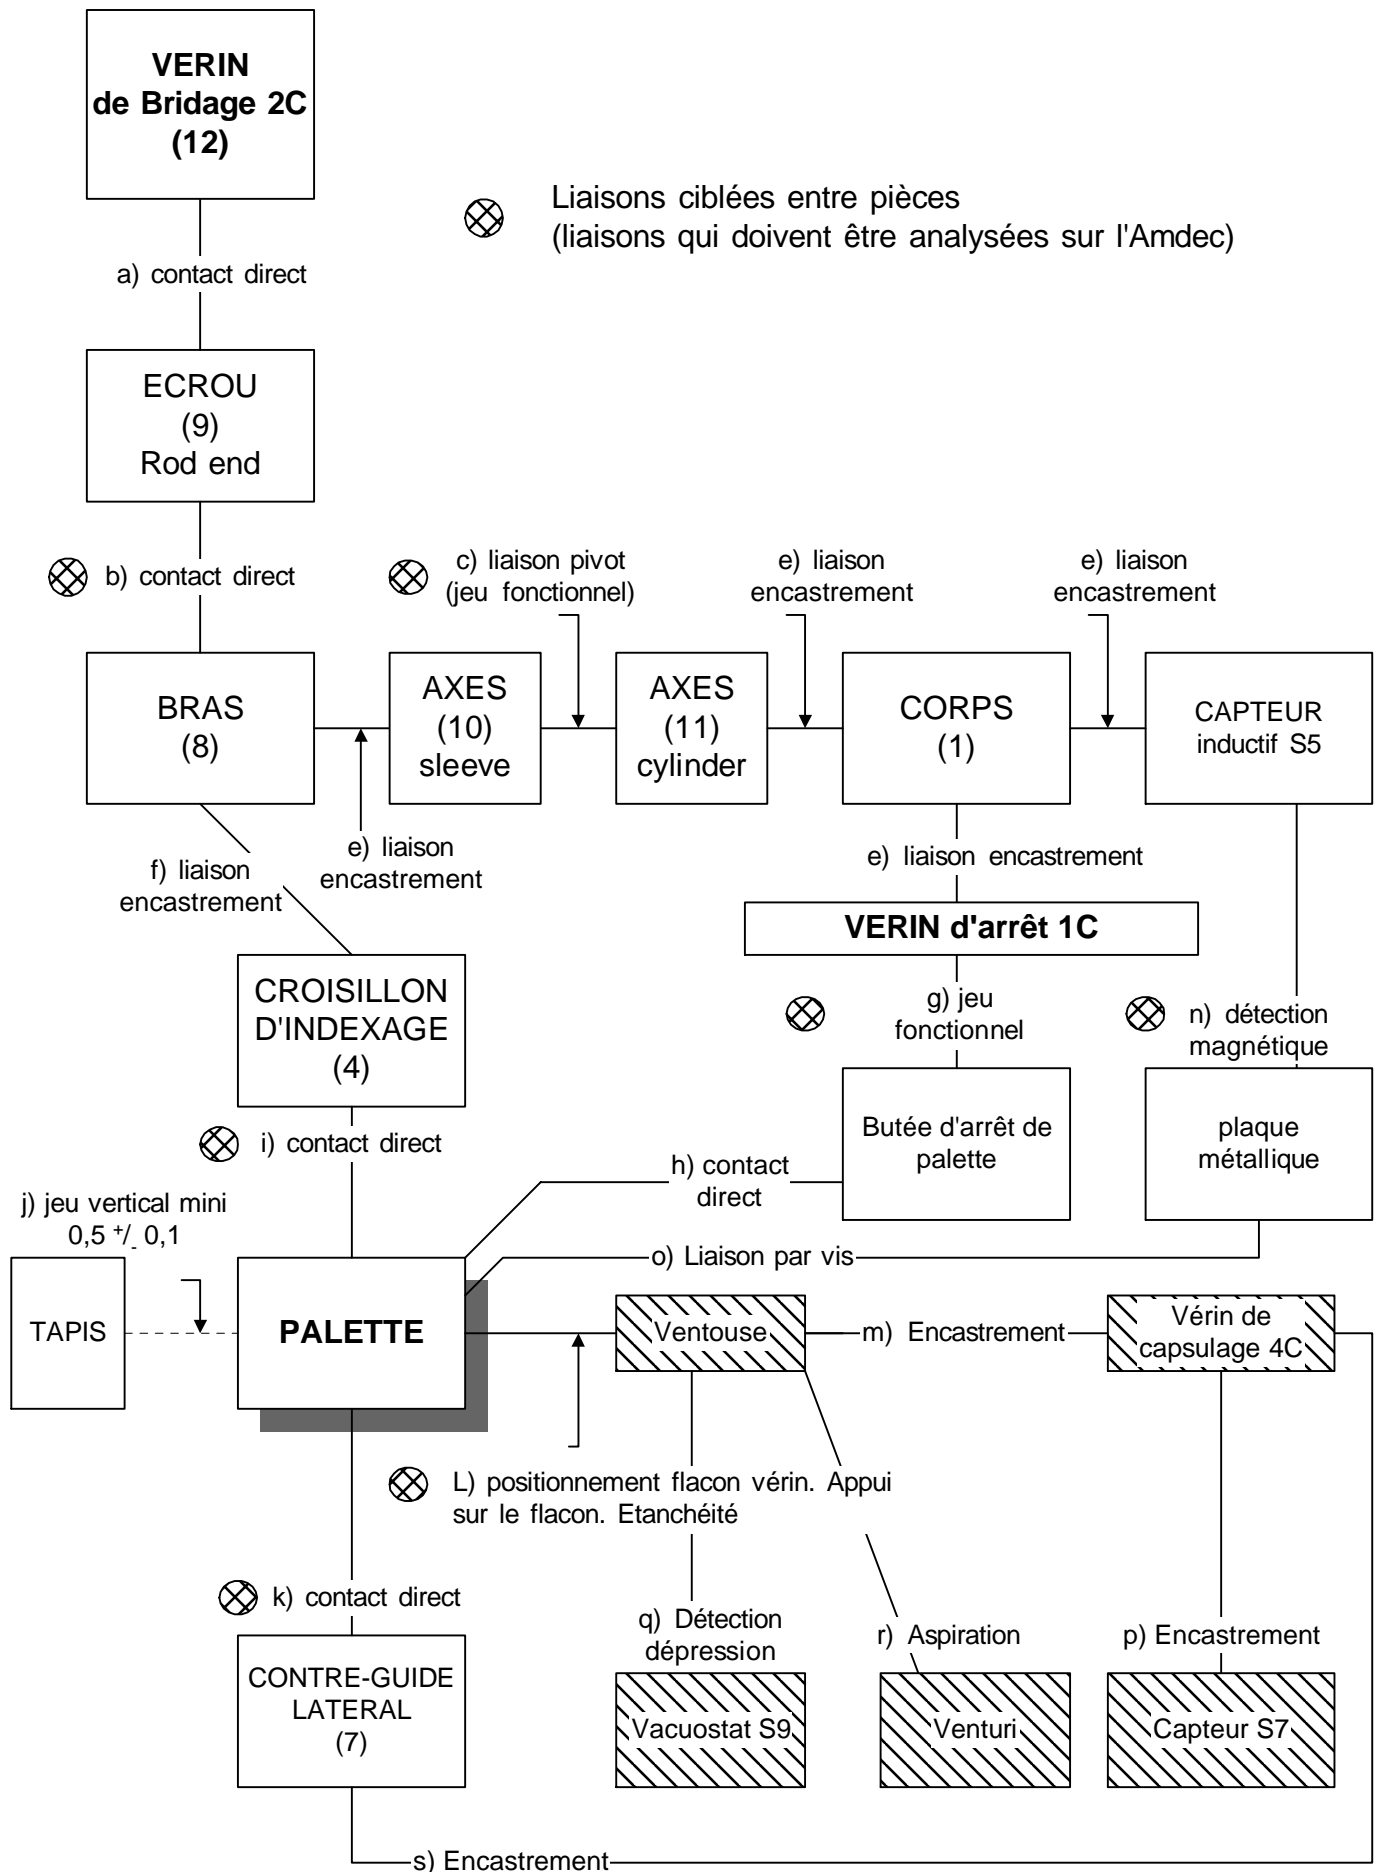 VERIN
de Bridage 2C
(12)
Liaisons ciblées entre pièces
(liaisons qui doivent être analysées sur l'Amdec)
a) contact direct
ECROU
(9)
Rod end
b) contact direct
c) liaison pivot
(jeu fonctionnel)
e) liaison
encastrement
e) liaison
encastrement
BRAS
(8)
AXES
(10)
sleeve
AXES
(11)
cylinder
CORPS
(1)
CAPTEUR
inductif S5
f) liaison
encastrement
e) liaison
encastrement
e) liaison encastrement
VERIN d'arrêt 1C
CROISILLON
D'INDEXAGE
(4)
g) jeu
fonctionnel
n) détection
magnétique
i) contact direct
Butée d'arrêt de
palette
plaque
métallique
h) contact
direct
j) jeu vertical mini
0,5 +/- 0,1
o) Liaison par vis
TAPIS
PALETTE
Ventouse
m) Encastrement
Vérin de
capsulage 4C
L) positionnement flacon vérin. Appui
sur le flacon. Etanchéité
k) contact direct
q) Détection
dépression
r) Aspiration
p) Encastrement
CONTRE-GUIDE
LATERAL
(7)
Vacuostat S9
Venturi
Capteur S7
s) Encastrement